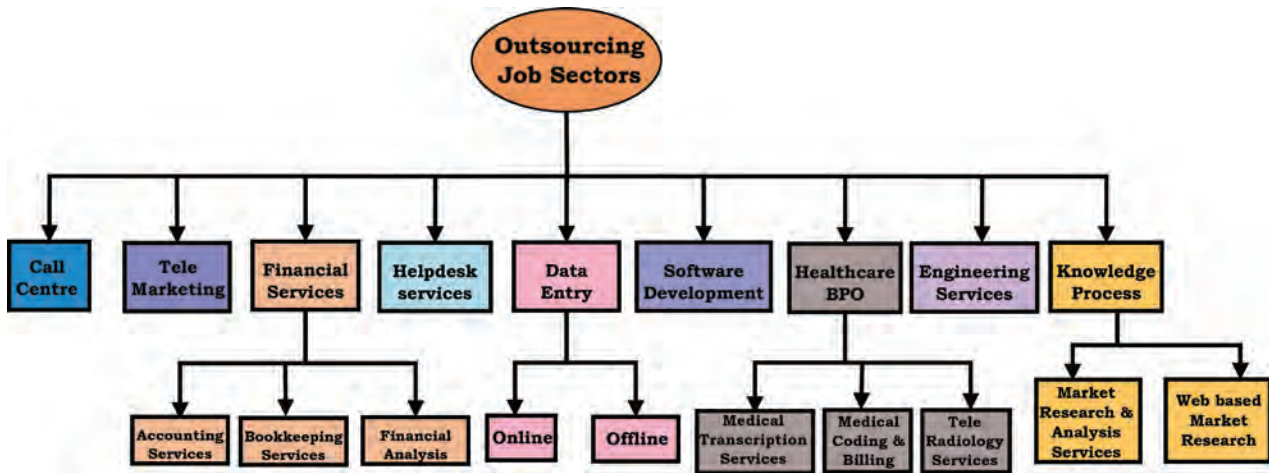 Outsourcing
Job Sectors
Call
Centre
Tele
Marketing
Financial
Services
Helpdesk
services
Data
Entry
Software
Development
Healthcare
BPO
Engineering
Services
Knowledge
Process
Accounting
Services
Bookkeeping
Services
Financial
Analysis
Online
Offline
Medical
Transcription
Services
Medical
Coding &
Billing
Tele
Radiology
Services
Market
Research &
Analysis
Services
Web based
Market
Research